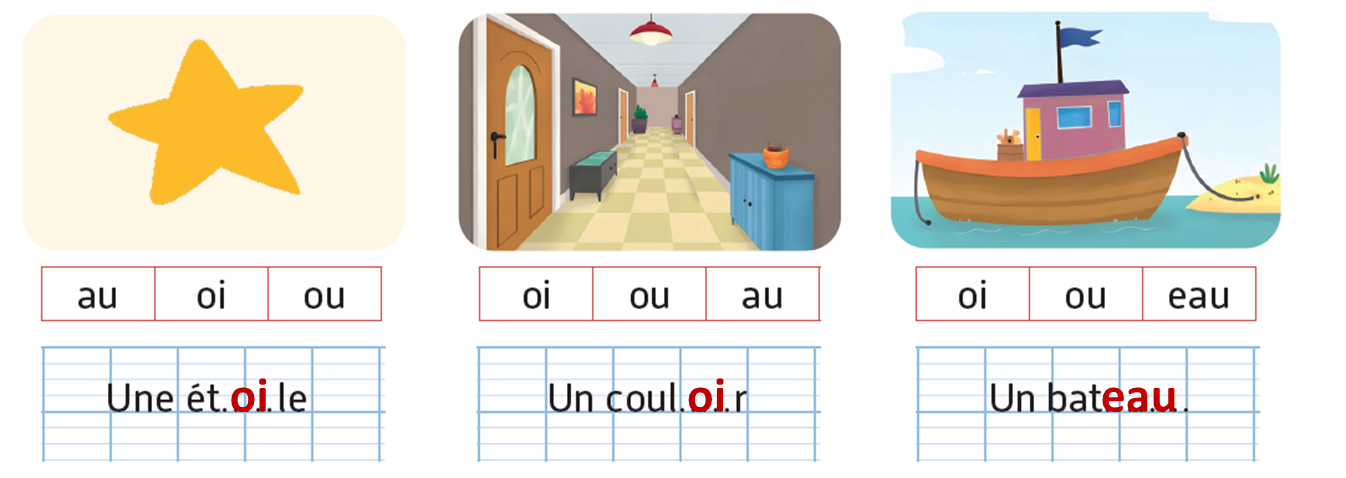 au oi ou
oi ou au
oi ou eau
Une ét.oi.le
Un coul.oi.r
Un bateau.